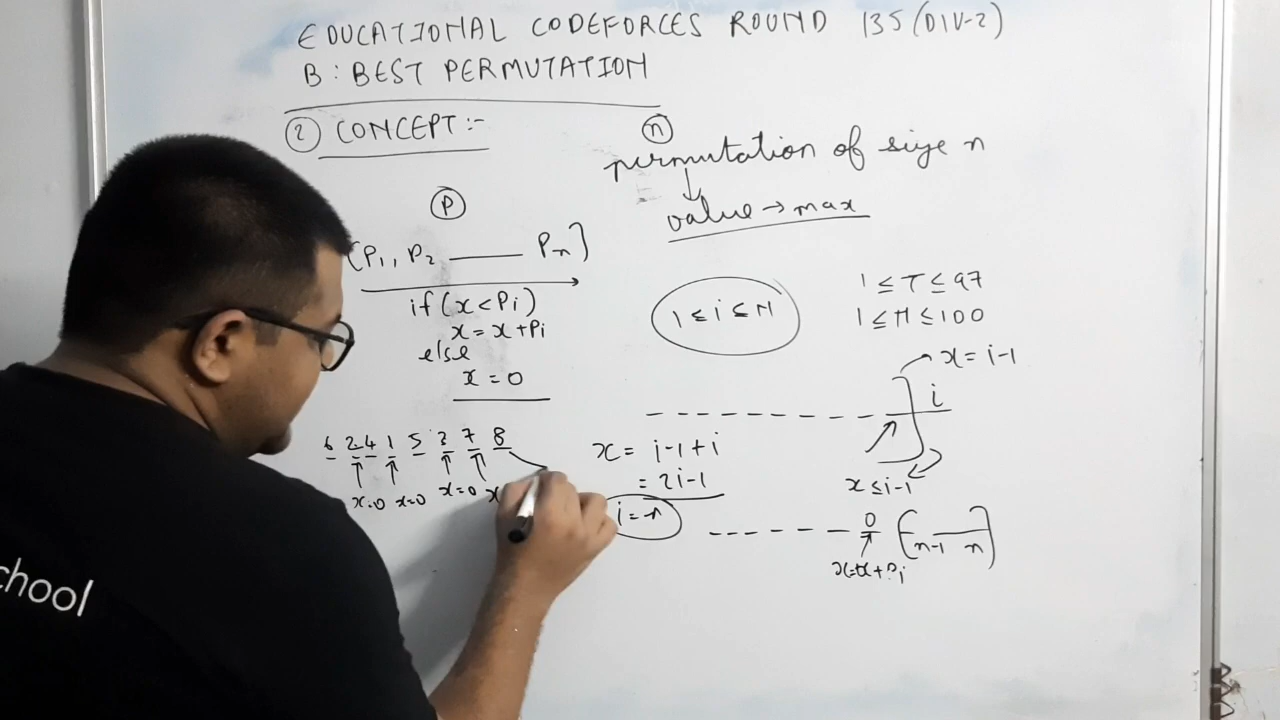 EDUCATIONAL CODEFORCES ROUND 135 (DIV-2)
B : BEST PERMUTATION
② CONCEPT :-
ⓝ
permutation of size n
value → max
Ⓟ
[P₁, P₂ ——— Pₙ]
if (x < Pi)
x = x + Pi
else
x = 0
1 ≤ i ≤ N
1 ≤ T ≤ 97
1 ≤ N ≤ 100
x = i-1
i
x ≤ i-1
x = i-1+i
= 2i-1
i = n
0 [n-1 n]
6 2 4 1 5 3 7 8
x=0 x=0 x=0 x
chool